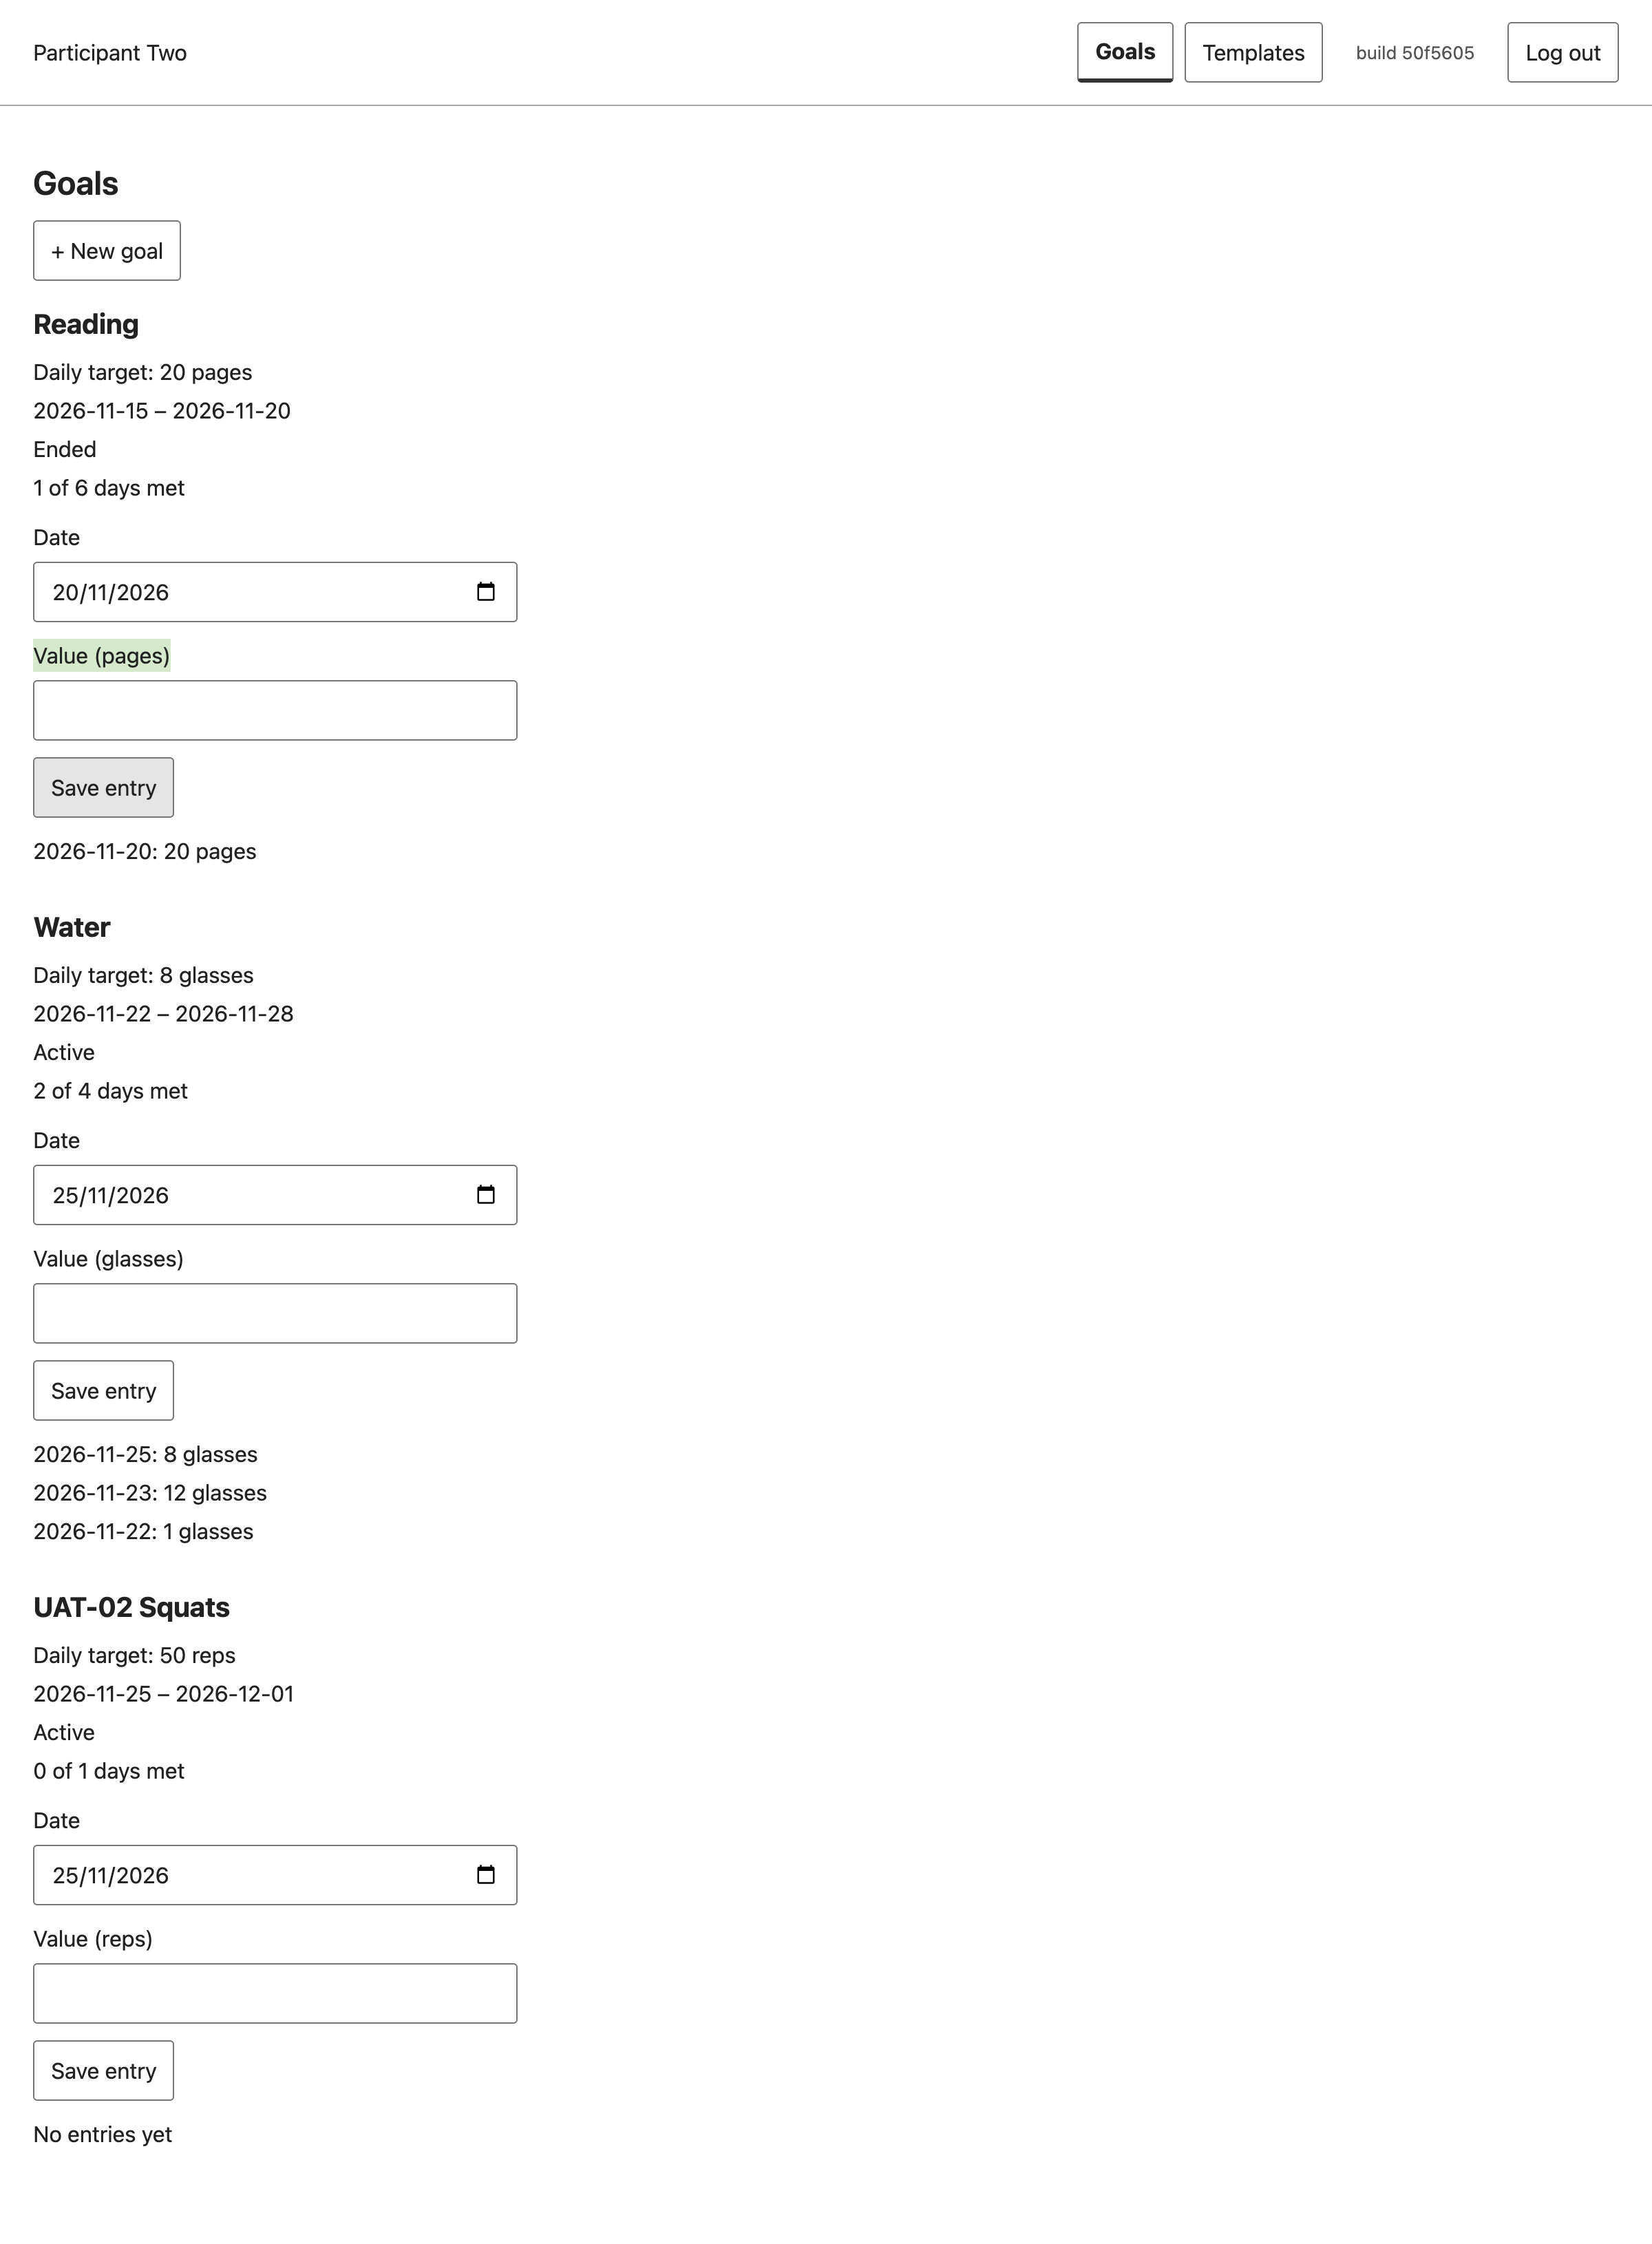 Participant Two
Goals
Templates
build 50f5605
Log out
Goals
+ New goal
Reading
Daily target: 20 pages
2026-11-15 – 2026-11-20
Ended
1 of 6 days met
Date
20/11/2026
Value (pages)
Save entry
2026-11-20: 20 pages
Water
Daily target: 8 glasses
2026-11-22 – 2026-11-28
Active
2 of 4 days met
Date
25/11/2026
Value (glasses)
Save entry
2026-11-25: 8 glasses
2026-11-23: 12 glasses
2026-11-22: 1 glasses
UAT-02 Squats
Daily target: 50 reps
2026-11-25 – 2026-12-01
Active
0 of 1 days met
Date
25/11/2026
Value (reps)
Save entry
No entries yet